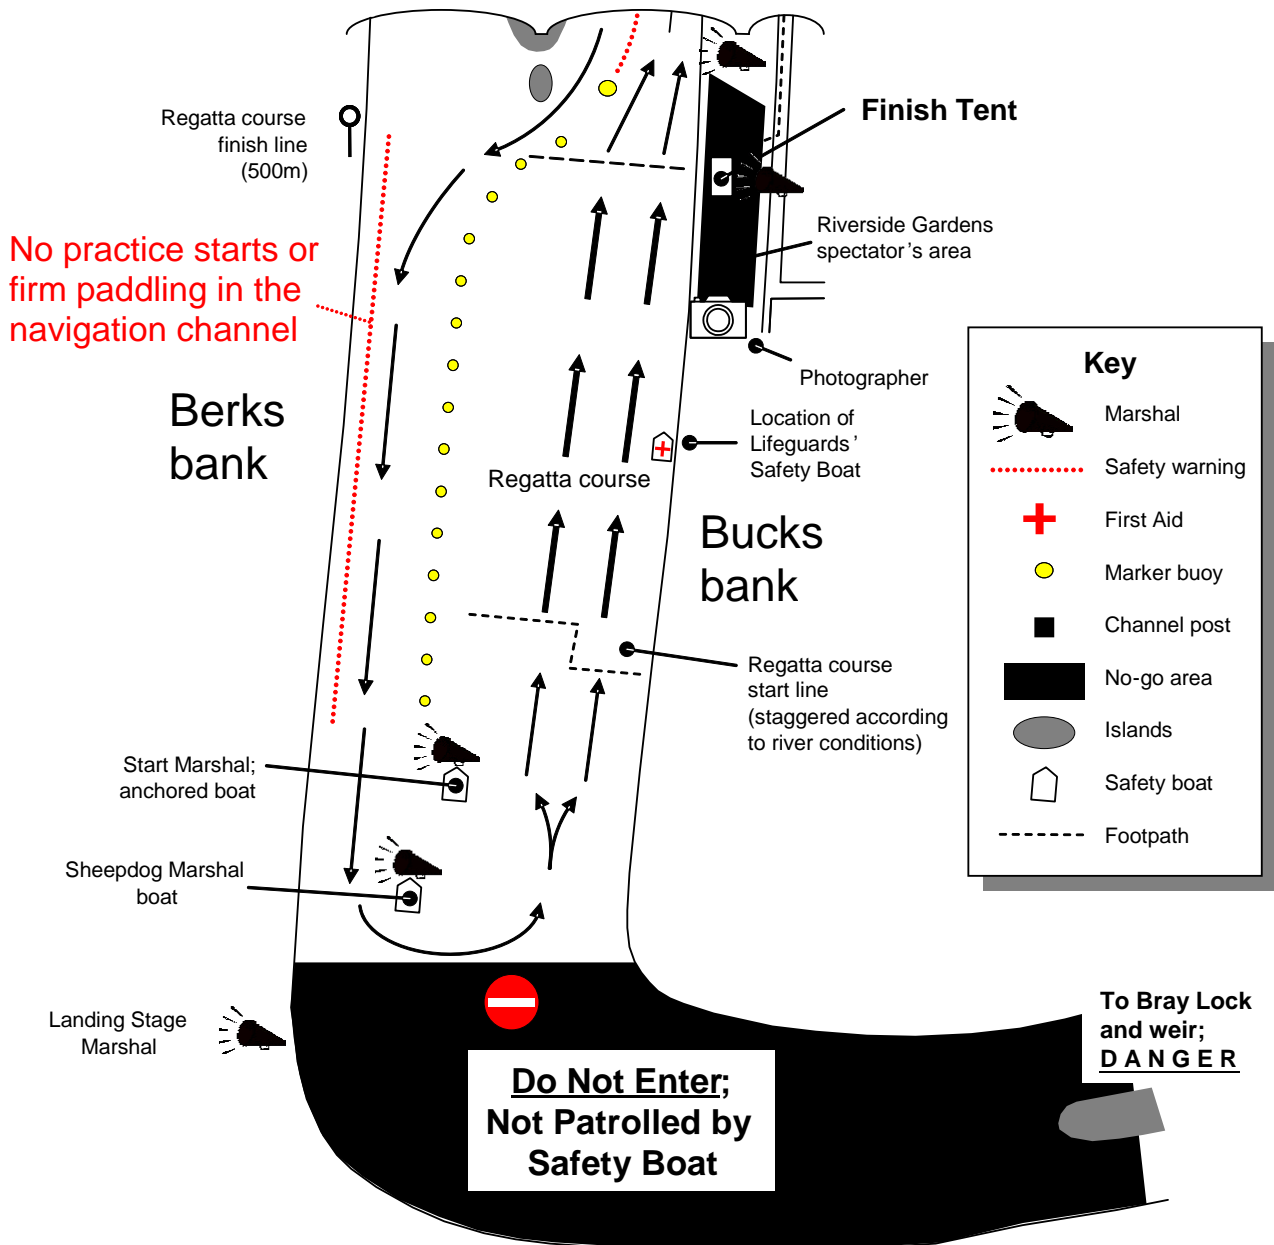 Finish Tent
Regatta course
finish line
(500m)
Riverside Gardens
spectator's area
No practice starts or
firm paddling in the
navigation channel
Photographer
Berks
bank
Location of
Lifeguards'
Safety Boat
Regatta course
Bucks
bank
Regatta course
start line
(staggered according
to river conditions)
Start Marshal;
anchored boat
Sheepdog Marshal
boat
Landing Stage
Marshal
Do Not Enter;
Not Patrolled by
Safety Boat
To Bray Lock
and weir;
D A N G E R
Key
Marshal
Safety warning
First Aid
Marker buoy
Channel post
No-go area
Islands
Safety boat
Footpath